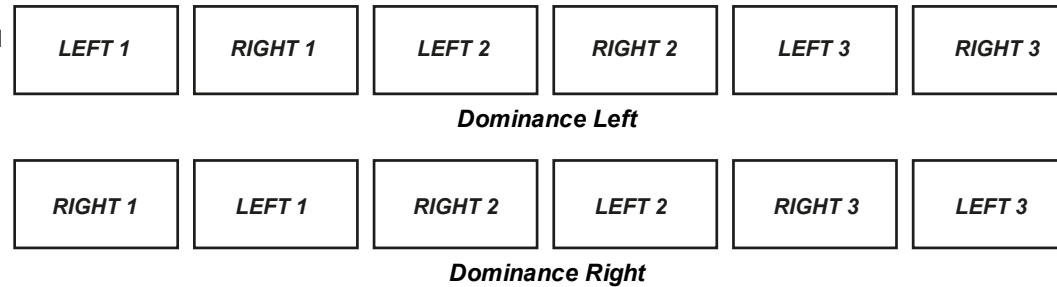 LEFT 1 RIGHT 1 LEFT 2 RIGHT 2 LEFT 3 RIGHT 3
Dominance Left
RIGHT 1 LEFT 1 RIGHT 2 LEFT 2 RIGHT 3 LEFT 3
Dominance Right